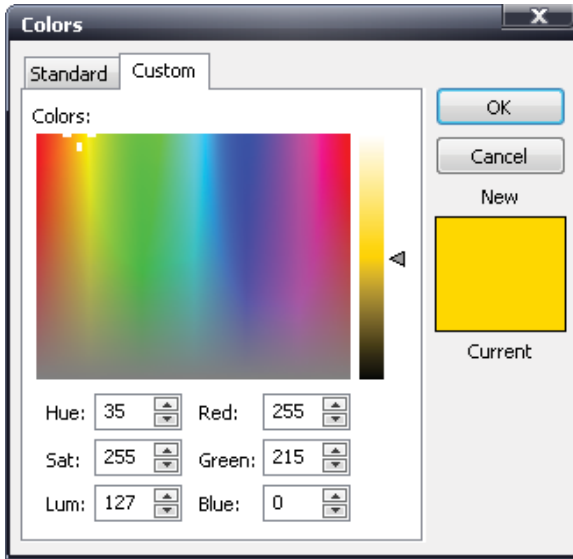 Colors
X
Standard Custom
Colors:
OK
Cancel
New
Current
Hue: 35 Red: 255
Sat: 255 Green: 215
Lum: 127 Blue: 0